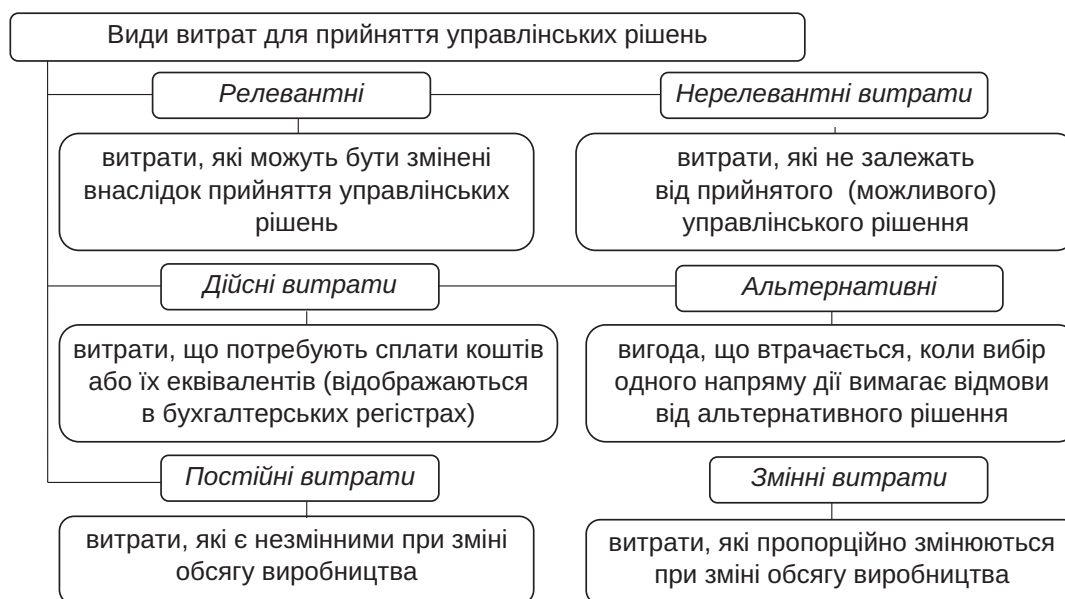 Види витрат для прийняття управлінських рішень
Релевантні
Нерелевантні витрати
витрати, які можуть бути змінені
внаслідок прийняття управлінських
рішень
витрати, які не залежать
від прийнятого (можливого)
управлінського рішення
Дійсні витрати
Альтернативні
витрати, що потребують сплати коштів
або їх еквівалентів (відображаються
в бухгалтерських регістрах)
вигода, що втрачається, коли вибір
одного напряму дії вимагає відмови
від альтернативного рішення
Постійні витрати
Змінні витрати
витрати, які є незмінними при зміні
обсягу виробництва
витрати, які пропорційно змінюються
при зміні обсягу виробництва